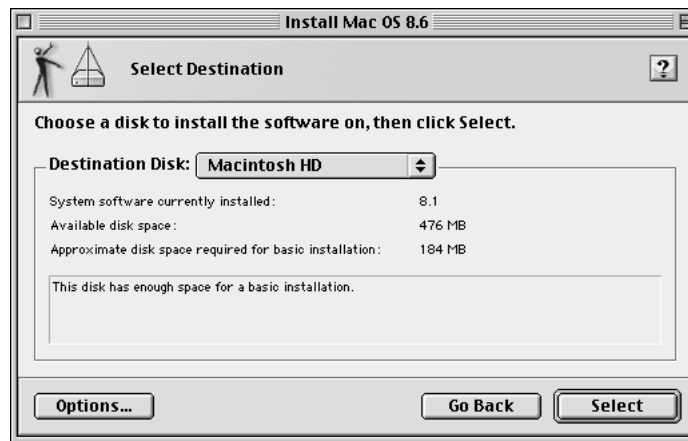 Install Mac OS 8.6
Select Destination
?
Choose a disk to install the software on, then click Select.
Destination Disk: Macintosh HD
System software currently installed: 8.1
Available disk space: 476 MB
Approximate disk space required for basic installation: 184 MB
This disk has enough space for a basic installation.
Options... Go Back Select